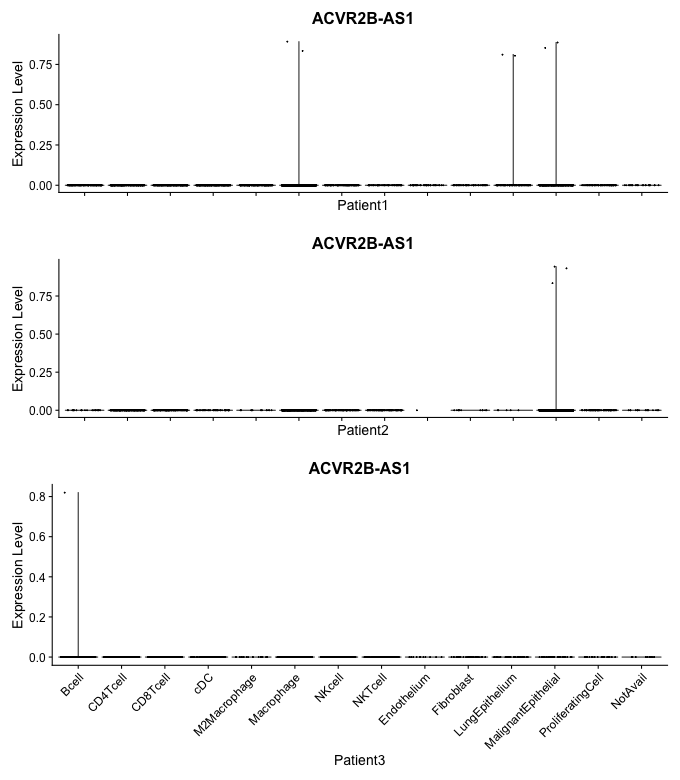 ACVR2B-AS1
Expression Level
0.75
0.50
0.25
0.00
Patient1
ACVR2B-AS1
Expression Level
0.75
0.50
0.25
0.00
Patient2
ACVR2B-AS1
Expression Level
0.8
0.6
0.4
0.2
0.0
Bcell
CD4Tcell
CD8Tcell
cDC
M2Macrophage
Macrophage
NKcell
NKTcell
Endothelium
Fibroblast
LungEpithelium
MalignantEpithelial
ProliferatingCell
NotAvail
Patient3